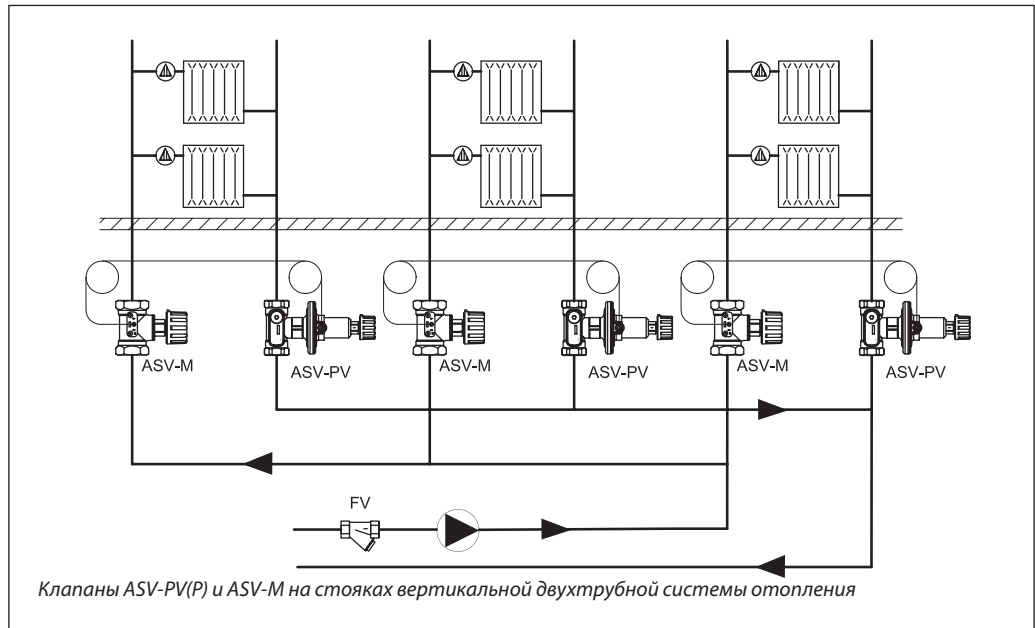 ASV-M
ASV-PV
ASV-M
ASV-PV
ASV-M
ASV-PV
FV
Клапаны ASV-PV(P) и ASV-M на стояках вертикальной двухтрубной системы отопления